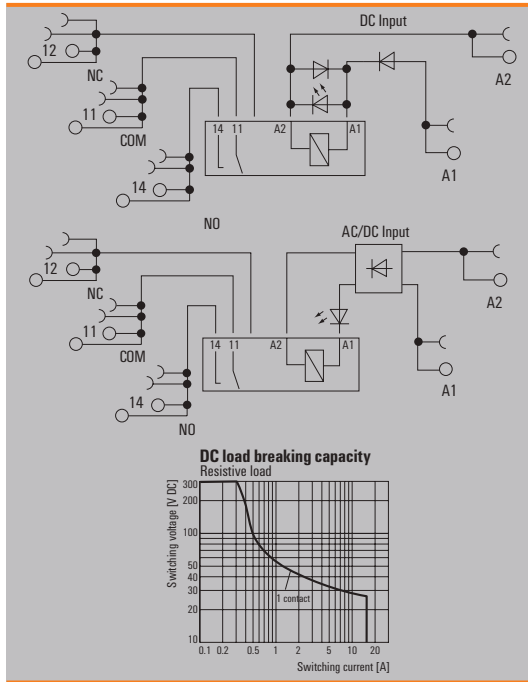 DC Input
12
NC
A2
11
COM
14 11 A2 A1
A1
14
NO
AC/DC Input
12
NC
A2
11
COM
14 11 A2 A1
A1
14
NO
DC load breaking capacity
Resistive load
Switching voltage [V DC]
300
200
100
50
40
30
20
10
1 contact
0.1 0.2 0.5 1 2 5 10 20
Switching current [A]